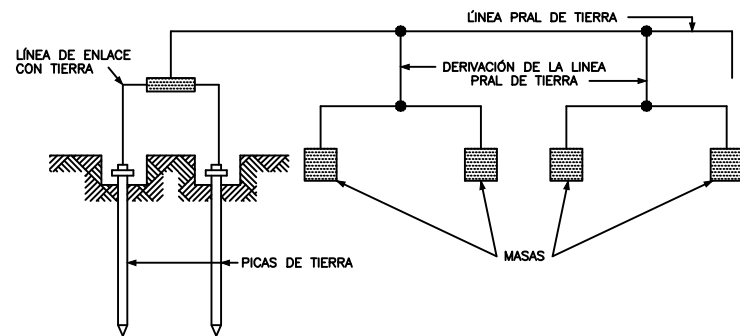 LÍNEA PRAL DE TIERRA
LÍNEA DE ENLACE
CON TIERRA
DERIVACIÓN DE LA LINEA
PRAL DE TIERRA
MASAS
PICAS DE TIERRA